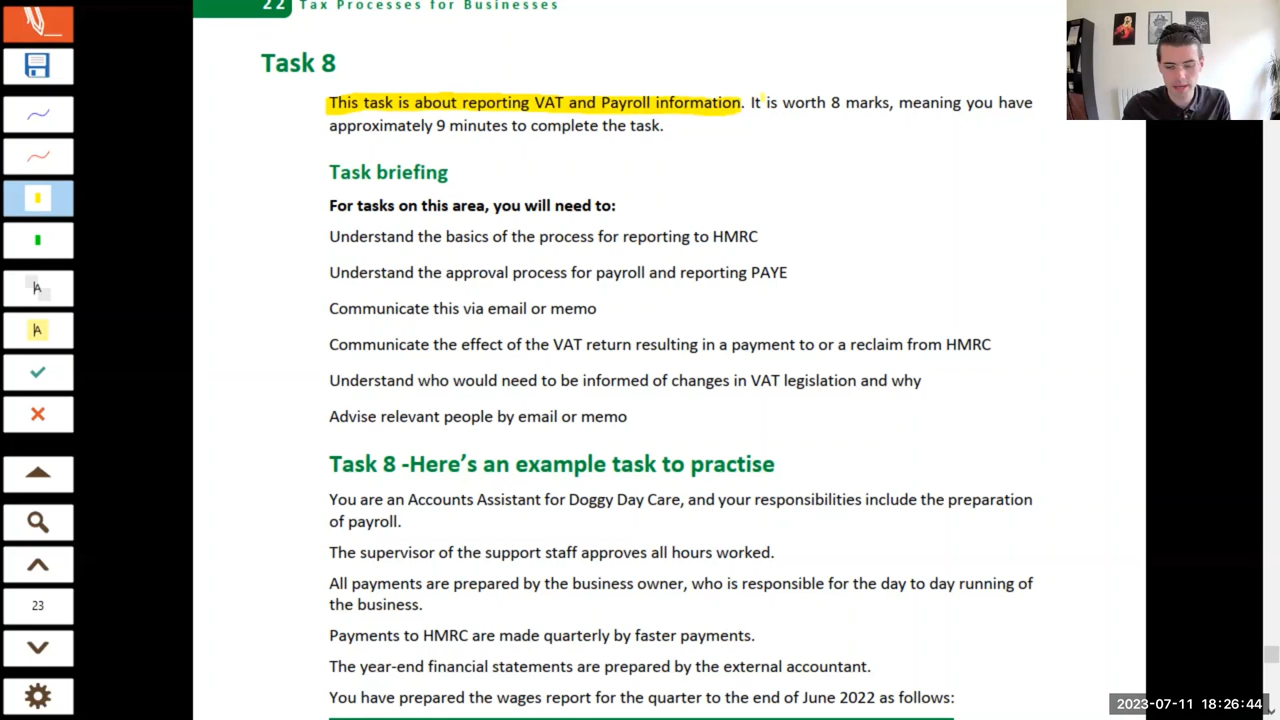 22 Tax Processes for Businesses
Task 8
This task is about reporting VAT and Payroll information. It is worth 8 marks, meaning you have
approximately 9 minutes to complete the task.
Task briefing
For tasks on this area, you will need to:
Understand the basics of the process for reporting to HMRC
Understand the approval process for payroll and reporting PAYE
Communicate this via email or memo
Communicate the effect of the VAT return resulting in a payment to or a reclaim from HMRC
Understand who would need to be informed of changes in VAT legislation and why
Advise relevant people by email or memo
Task 8 -Here's an example task to practise
You are an Accounts Assistant for Doggy Day Care, and your responsibilities include the preparation
of payroll.
The supervisor of the support staff approves all hours worked.
All payments are prepared by the business owner, who is responsible for the day to day running of
the business.
Payments to HMRC are made quarterly by faster payments.
The year-end financial statements are prepared by the external accountant.
You have prepared the wages report for the quarter to the end of June 2022 as follows:
A
A
23
2023-07-11 18:26:44